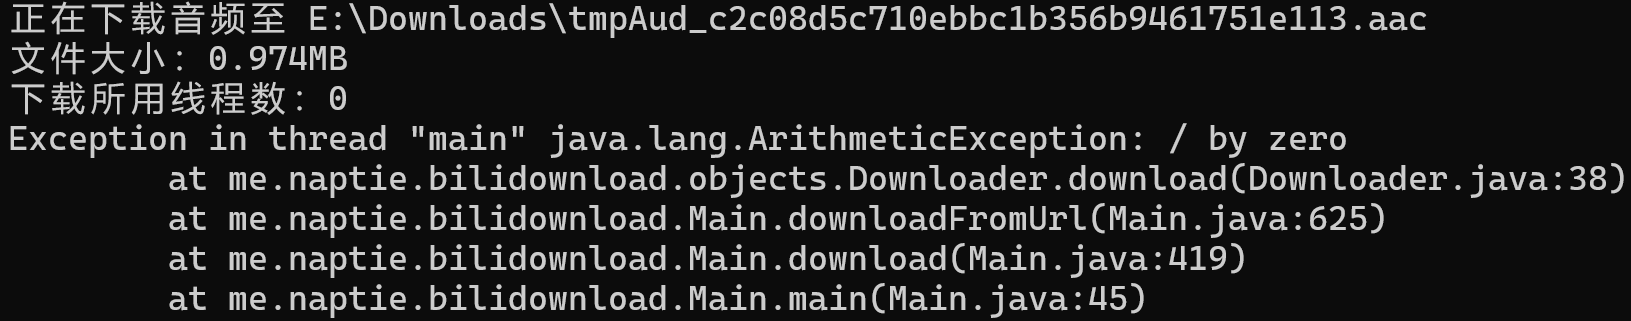 正在下载音频至 E:\Downloads\tmpAud_c2c08d5c710ebbc1b356b9461751e113.aac
文件大小：0.974MB
下载所用线程数：0
Exception in thread "main" java.lang.ArithmeticException: / by zero
        at me.naptie.bilidownload.objects.Downloader.download(Downloader.java:38)
        at me.naptie.bilidownload.Main.downloadFromUrl(Main.java:625)
        at me.naptie.bilidownload.Main.download(Main.java:419)
        at me.naptie.bilidownload.Main.main(Main.java:45)